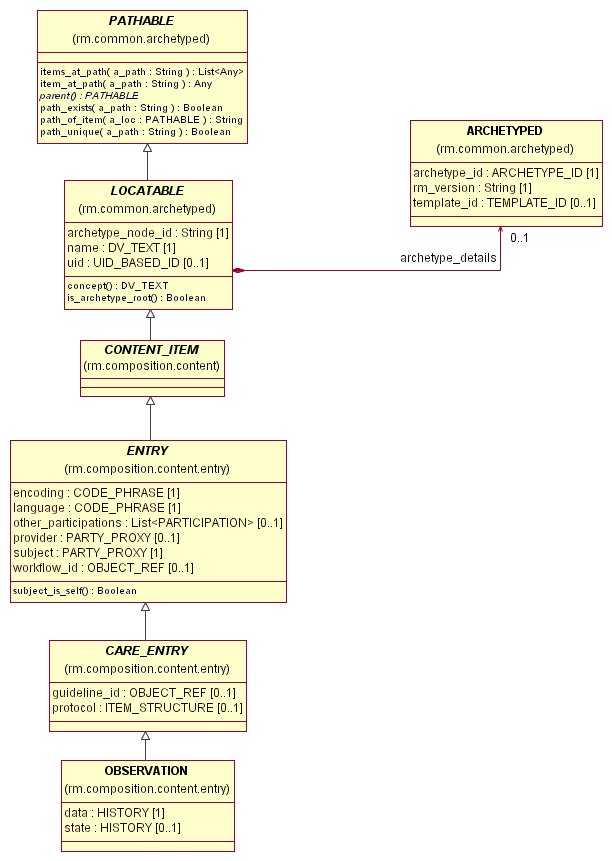 PATHABLE
(rm.common.archetyped)
items_at_path( a_path : String ) : List<Any>
item_at_path( a_path : String ) : Any
parent() : PATHABLE
path_exists( a_path : String ) : Boolean
path_of_item( a_loc : PATHABLE ) : String
path_unique( a_path : String ) : Boolean
ARCHETYPED
(rm.common.archetyped)
archetype_id : ARCHETYPE_ID [1]
rm_version : String [1]
template_id : TEMPLATE_ID [0..1]
LOCATABLE
(rm.common.archetyped)
archetype_node_id : String [1]
name : DV_TEXT [1]
uid : UID_BASED_ID [0..1]
concept() : DV_TEXT
is_archetype_root() : Boolean
0..1
archetype_details
CONTENT_ITEM
(rm.composition.content)
ENTRY
(rm.composition.content.entry)
encoding : CODE_PHRASE [1]
language : CODE_PHRASE [1]
other_participations : List<PARTICIPATION> [0..1]
provider : PARTY_PROXY [0..1]
subject : PARTY_PROXY [1]
workflow_id : OBJECT_REF [0..1]
subject_is_self() : Boolean
CARE_ENTRY
(rm.composition.content.entry)
guideline_id : OBJECT_REF [0..1]
protocol : ITEM_STRUCTURE [0..1]
OBSERVATION
(rm.composition.content.entry)
data : HISTORY [1]
state : HISTORY [0..1]